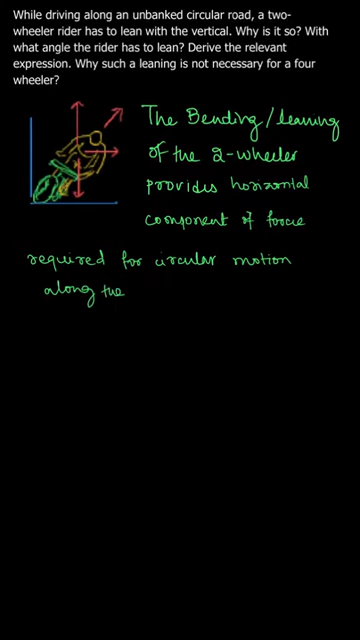 While driving along an unbanked circular road, a two-
wheeler rider has to lean with the vertical. Why is it so? With
what angle the rider has to lean? Derive the relevant
expression. Why such a leaning is not necessary for a four
wheeler?
The Bending/leaning
of the 2-wheeler
provides horizontal
component of force
required for circular motion
along the